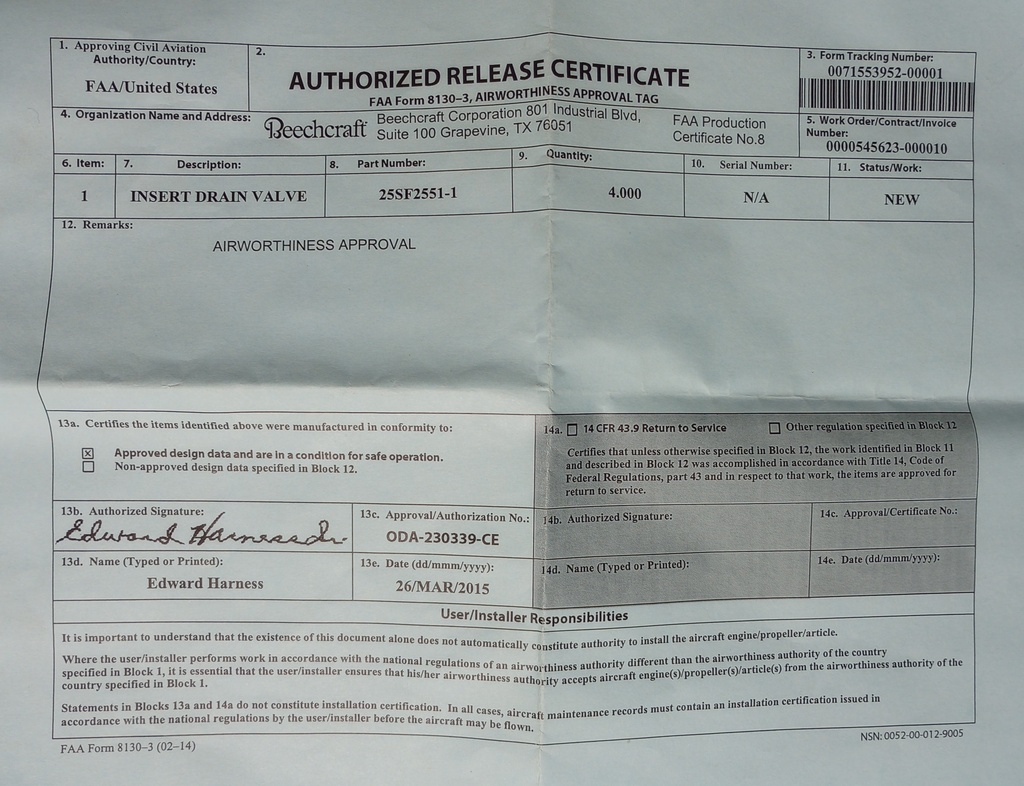 1. Approving Civil Aviation
Authority/Country:
FAA/United States
2.
AUTHORIZED RELEASE CERTIFICATE
FAA Form 8130-3, AIRWORTHINESS APPROVAL TAG
3. Form Tracking Number:
0071553952-00001
4. Organization Name and Address:
Beechcraft
Beechcraft Corporation 801 Industrial Blvd,
Suite 100 Grapevine, TX 76051
FAA Production
Certificate No.8
5. Work Order/Contract/Invoice
Number:
0000545623-000010
6. Item:
7. Description:
8. Part Number:
9. Quantity:
10. Serial Number:
11. Status/Work:
1
INSERT DRAIN VALVE
25SF2551-1
4.000
N/A
NEW
12. Remarks:
AIRWORTHINESS APPROVAL
13a. Certifies the items identified above were manufactured in conformity to:
Approved design data and are in a condition for safe operation.
Non-approved design data specified in Block 12.
14a. 14 CFR 43.9 Return to Service
Other regulation specified in Block 12
Certifies that unless otherwise specified in Block 12, the work identified in Block 11
and described in Block 12 was accomplished in accordance with Title 14, Code of
Federal Regulations, part 43 and in respect to that work, the items are approved for
return to service.
13b. Authorized Signature:
Edward Harness Jr.
13c. Approval/Authorization No.:
ODA-230339-CE
14b. Authorized Signature:
14c. Approval/Certificate No.:
13d. Name (Typed or Printed):
Edward Harness
13e. Date (dd/mmm/yyyy):
26/MAR/2015
14d. Name (Typed or Printed):
14e. Date (dd/mmm/yyyy):
User/Installer Responsibilities
It is important to understand that the existence of this document alone does not automatically constitute authority to install the aircraft engine/propeller/article.
Where the user/installer performs work in accordance with the national regulations of an airworthiness authority different than the airworthiness authority of the country
specified in Block 1, it is essential that the user/installer ensures that his/her airworthiness authority accepts aircraft engine(s)/propeller(s)/article(s) from the airworthiness authority of the
country specified in Block 1.
Statements in Blocks 13a and 14a do not constitute installation certification. In all cases, aircraft maintenance records must contain an installation certification issued in
accordance with the national regulations by the user/installer before the aircraft may be flown.
FAA Form 8130-3 (02-14)
NSN: 0052-00-012-9005